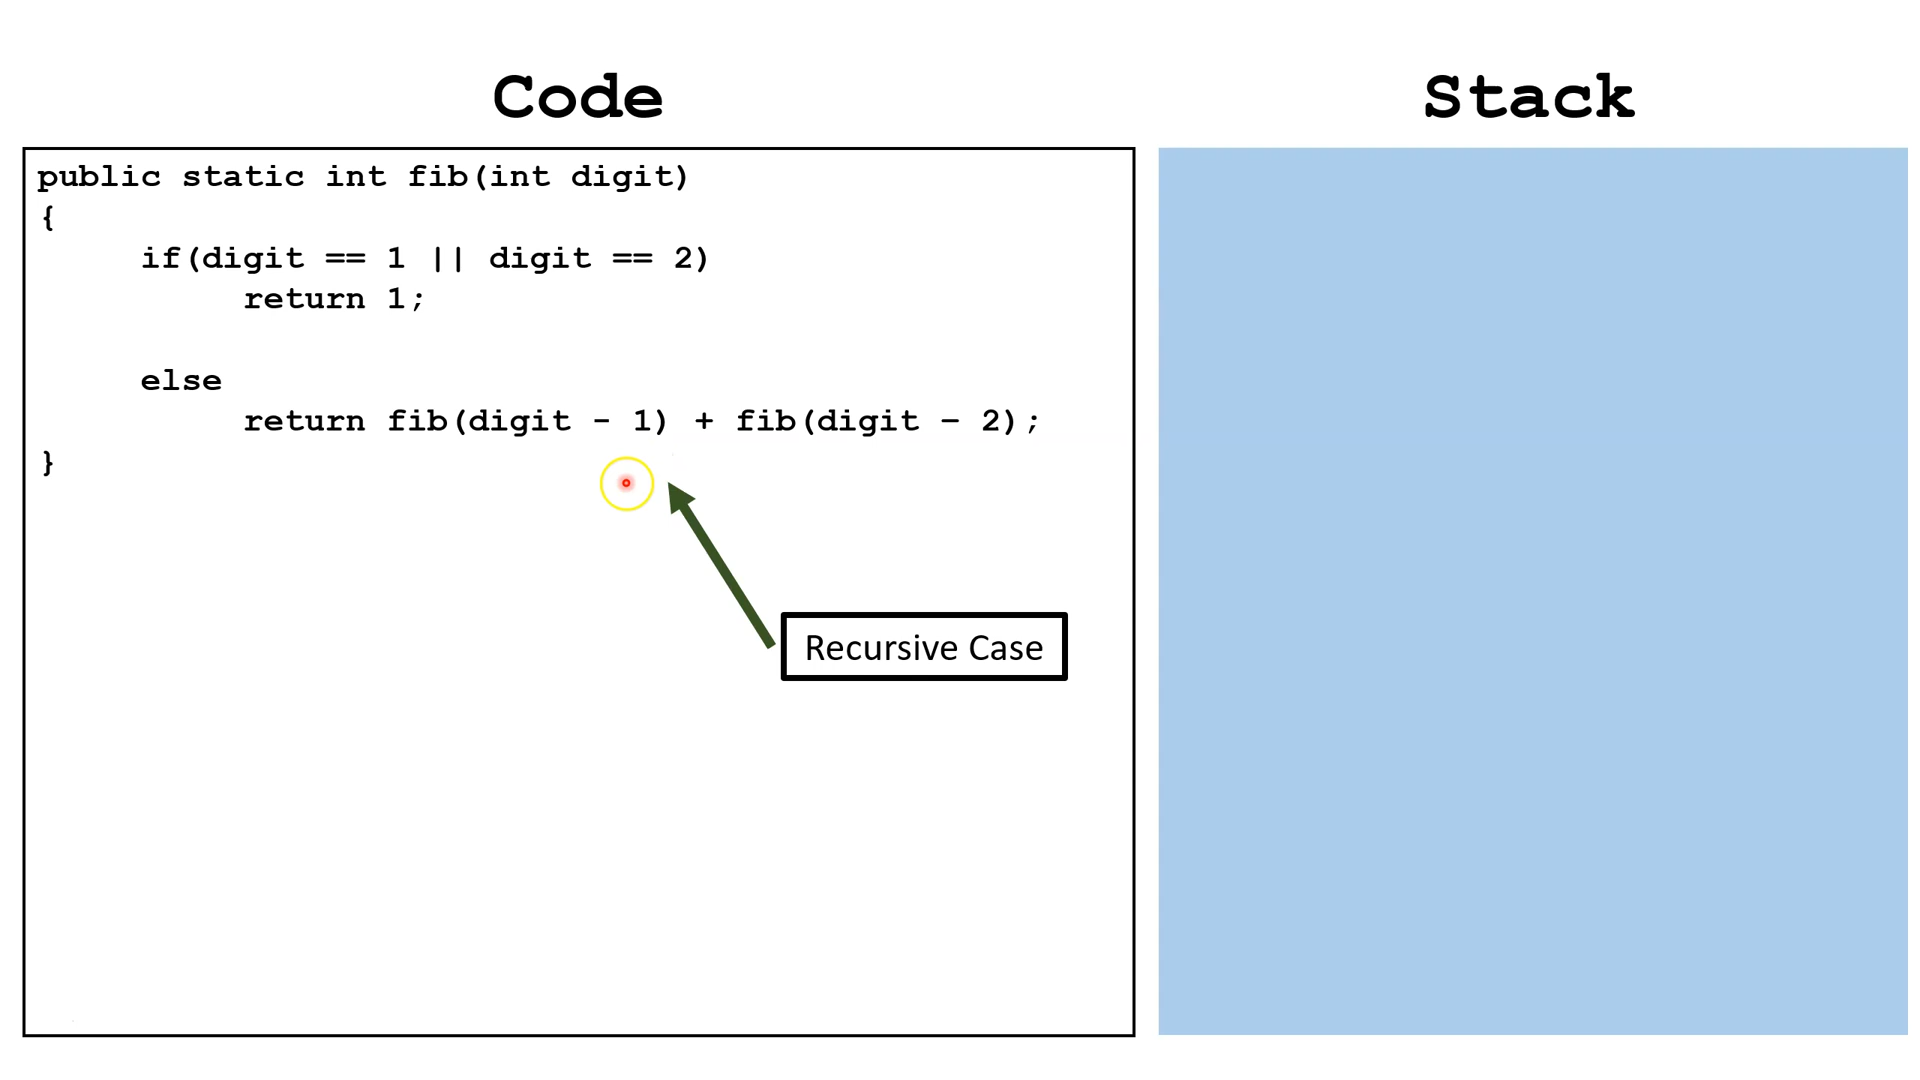 Code
Stack
public static int fib(int digit)
{
if(digit == 1 || digit == 2)
return 1;
else
return fib(digit - 1) + fib(digit – 2);
}
Recursive Case